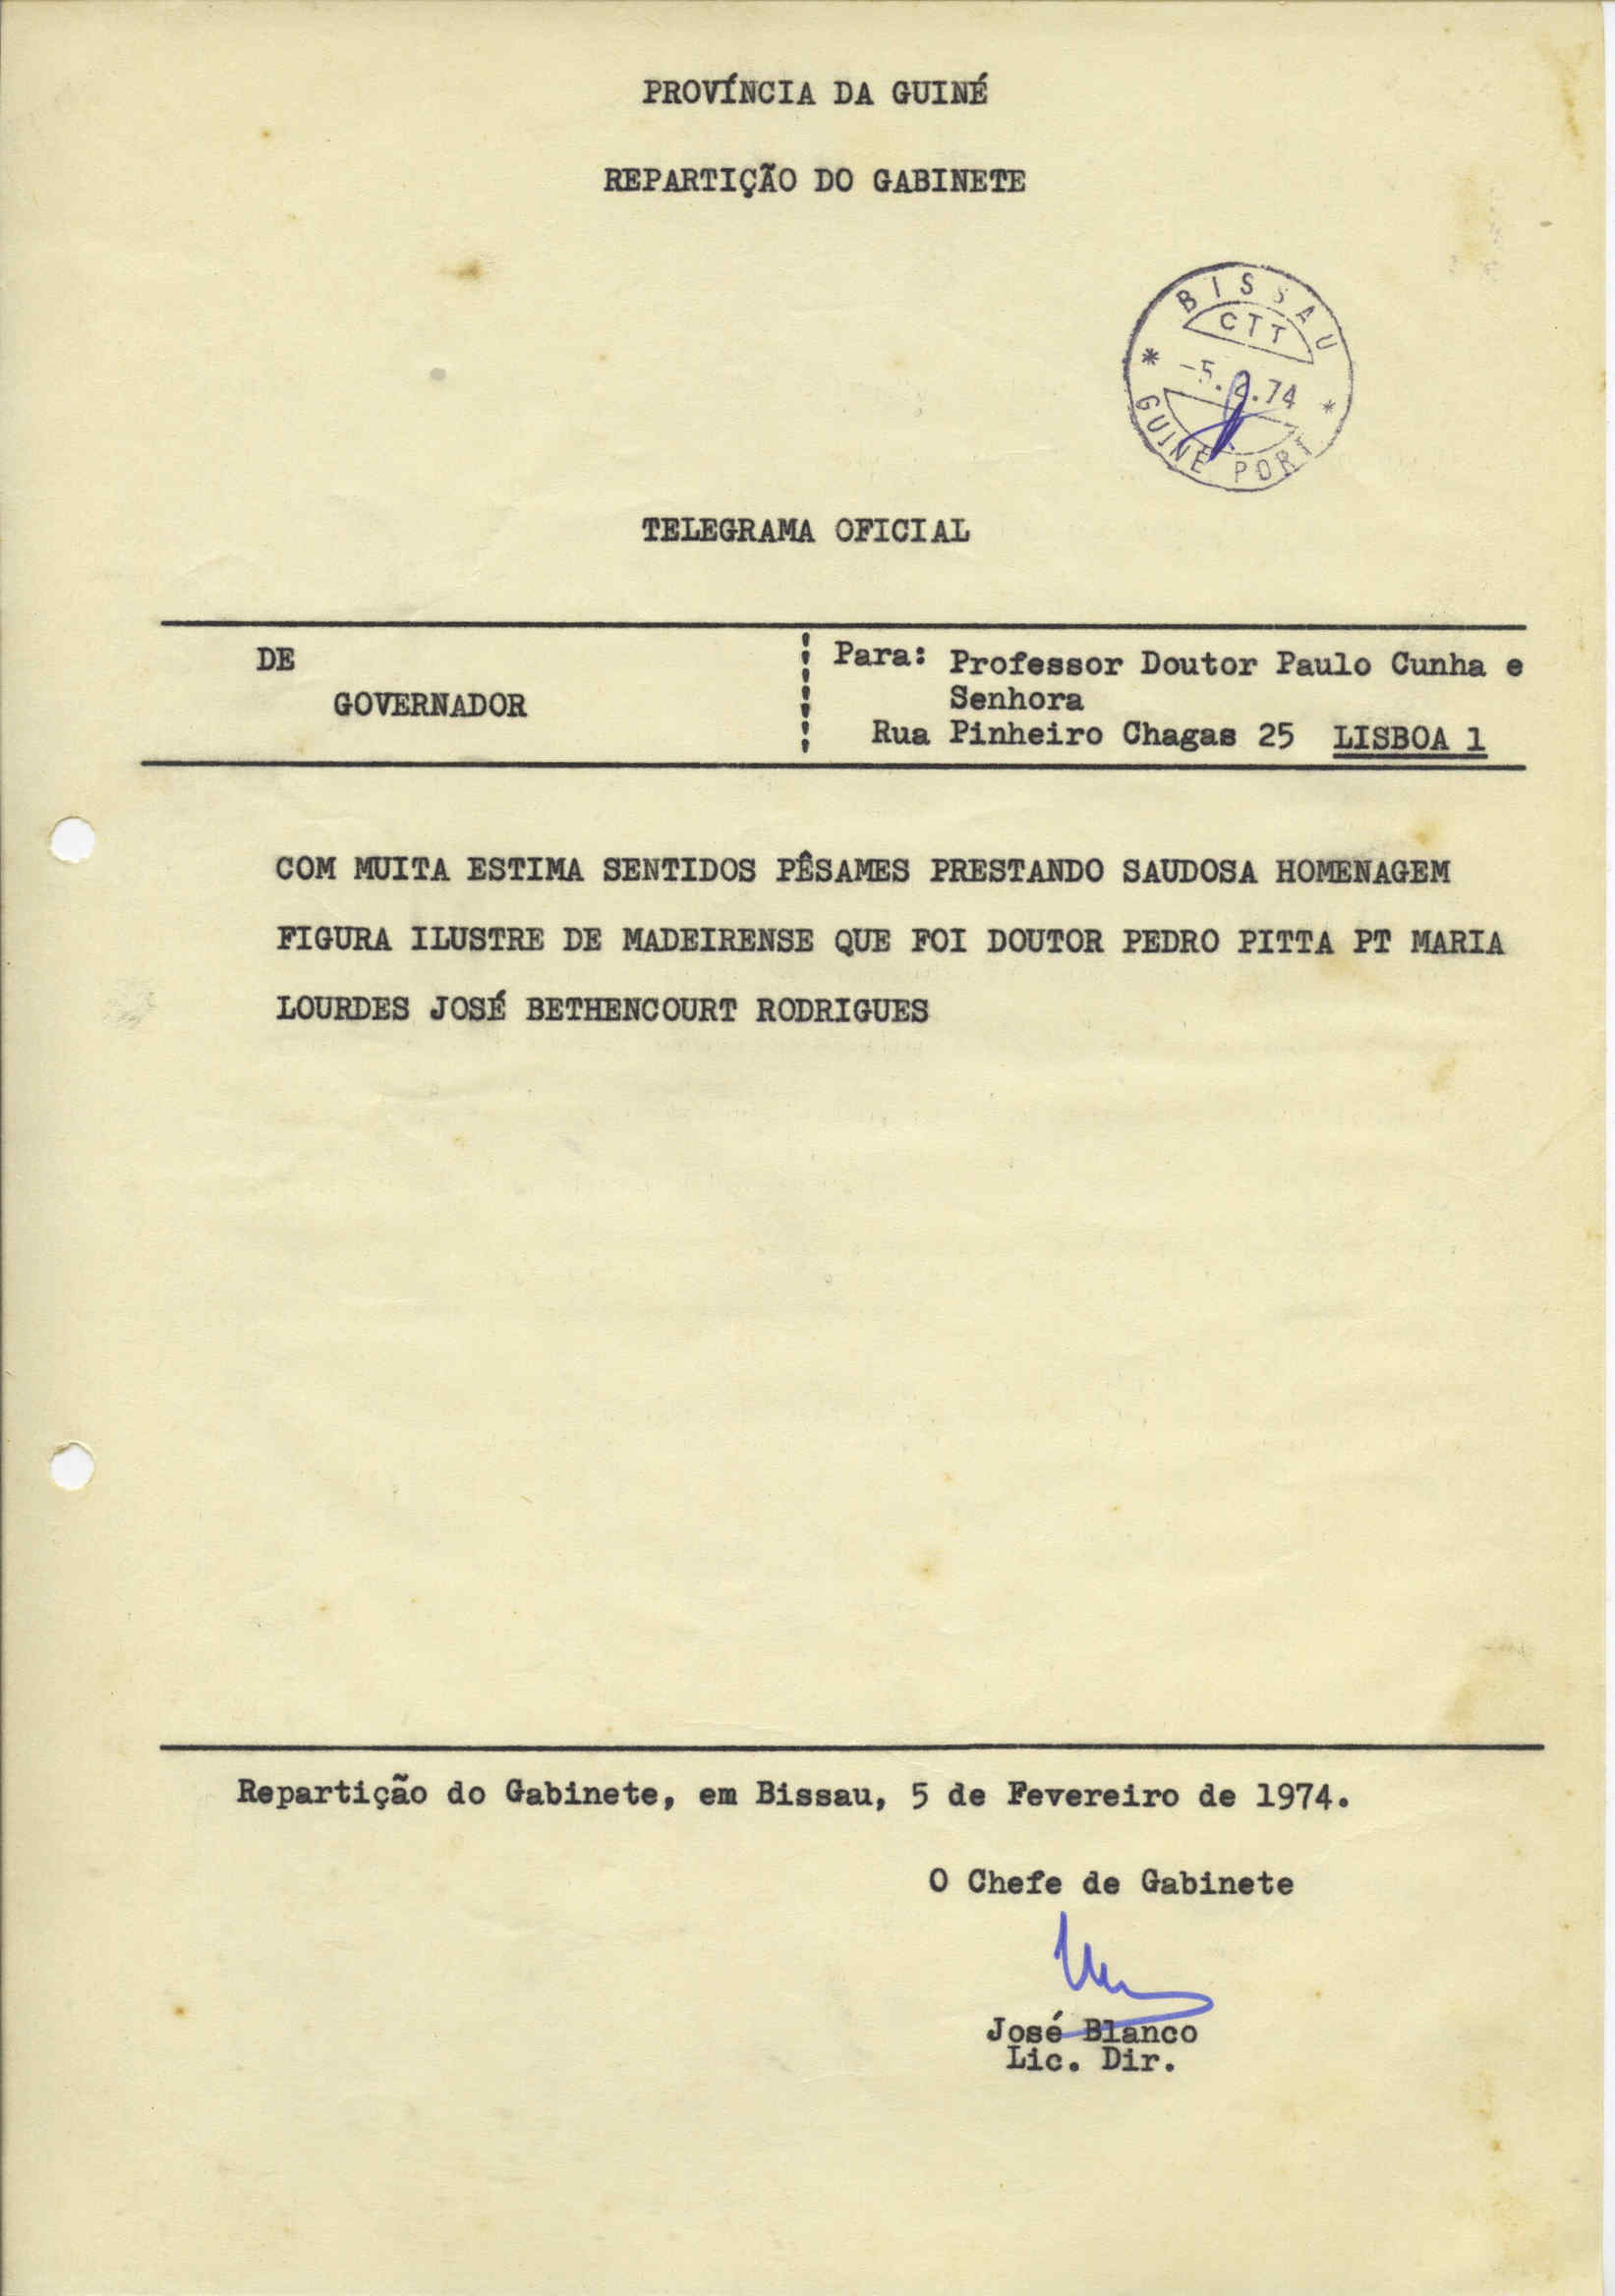 PROVÍNCIA DA GUINÉ
REPARTIÇÃO DO GABINETE
BISSAU
CTT
-5.2.74
GUINÉ PORT
TELEGRAMA OFICIAL
DE
GOVERNADOR
Para: Professor Doutor Paulo Cunha e
Senhora
Rua Pinheiro Chagas 25 LISBOA 1
COM MUITA ESTIMA SENTIDOS PÊSAMES PRESTANDO SAUDOSA HOMENAGEM
FIGURA ILUSTRE DE MADEIRENSE QUE FOI DOUTOR PEDRO PITTA PT MARIA
LOURDES JOSÉ BETHENCOURT RODRIGUES
Repartição do Gabinete, em Bissau, 5 de Fevereiro de 1974.
O Chefe de Gabinete
José Blanco
Lic. Dir.